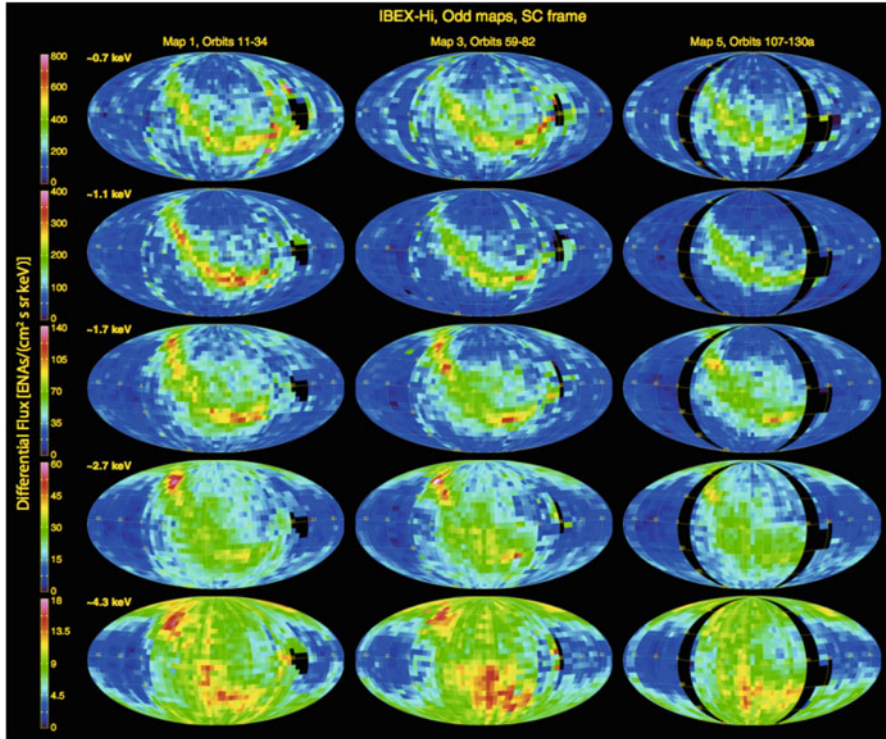 IBEX-Hi, Odd maps, SC frame
Map 1, Orbits 11-34
Map 3, Orbits 59-82
Map 5, Orbits 107-130a
Differential Flux [ENAs/(cm² s sr keV)]
800
600
400
200
0
~0.7 keV
400
300
200
100
0
~1.1 keV
140
105
70
35
0
~1.7 keV
60
45
30
15
0
~2.7 keV
18
13.5
9
4.5
0
~4.3 keV